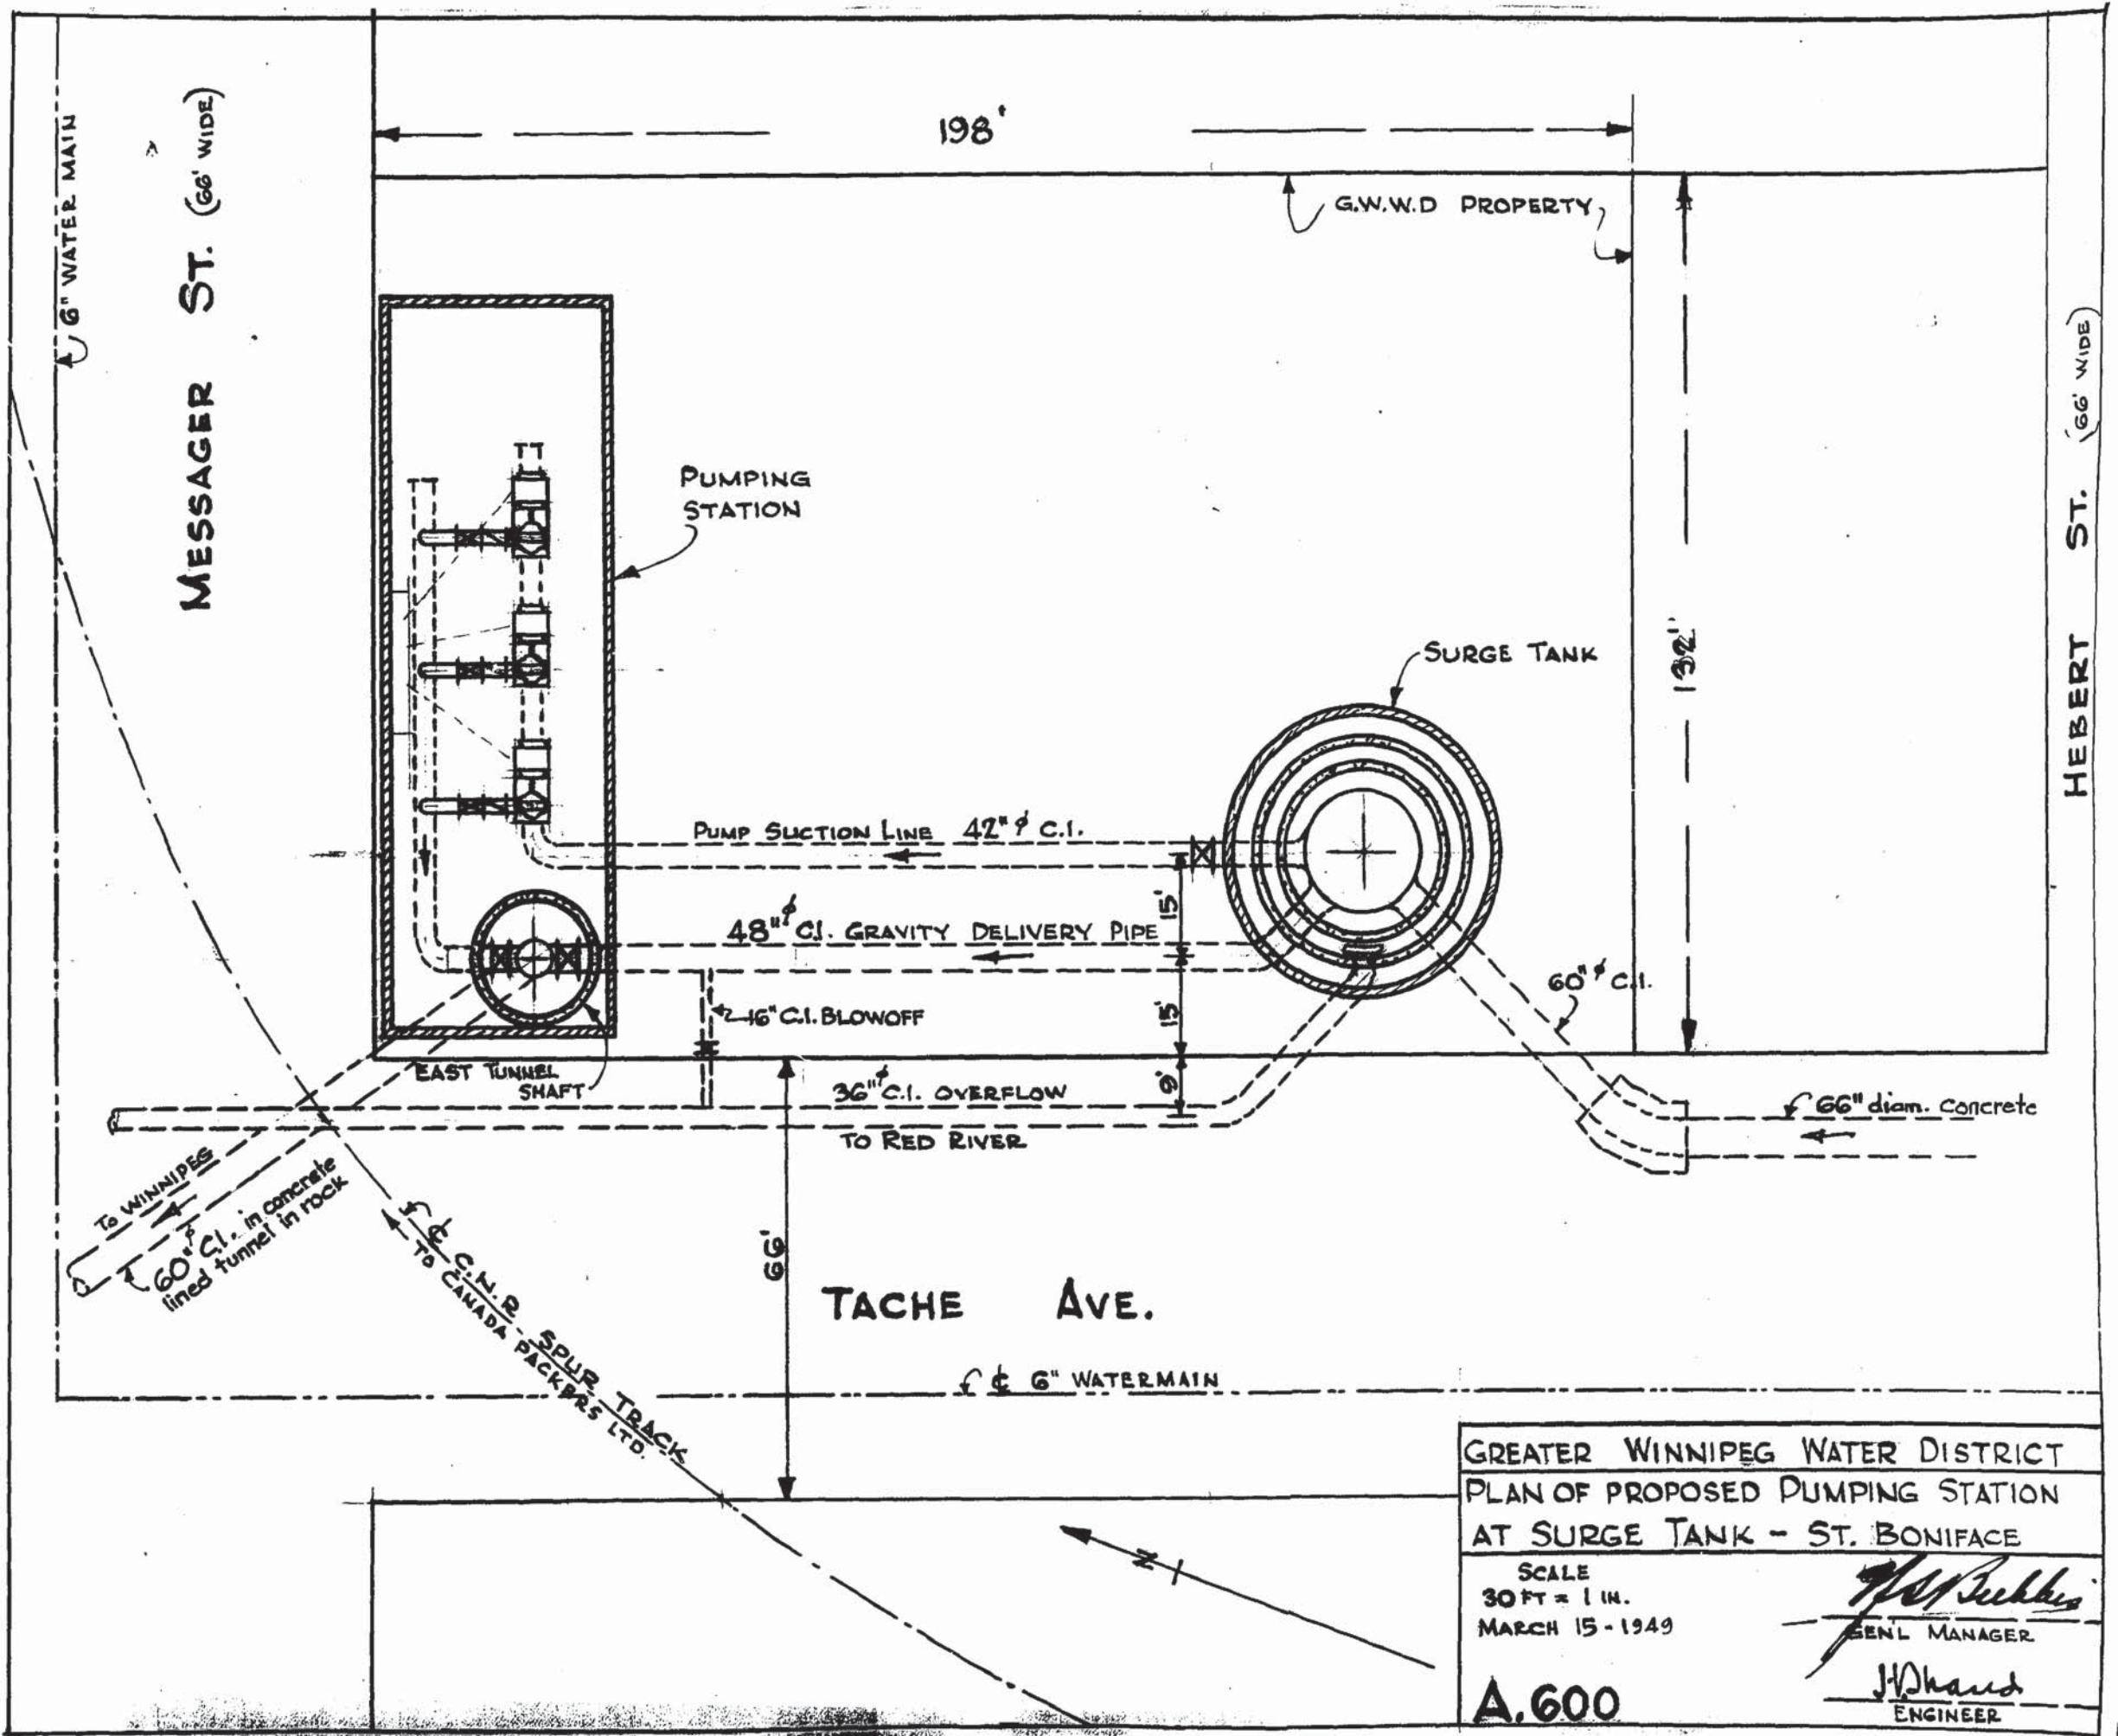 198'
G.W.W.D PROPERTY
6" WATER MAIN
MESSAGER ST. (66' WIDE)
HEBERT ST. (66' WIDE)
PUMPING
STATION
SURGE TANK
132'
PUMP SUCTION LINE 42"⌀ C.I.
15'
48"⌀ C.I. GRAVITY DELIVERY PIPE
60"⌀ C.I.
16" C.I. BLOWOFF
15'
EAST TUNNEL
SHAFT
36"⌀ C.I. OVERFLOW
9'
66" diam. Concrete
TO RED RIVER
TO WINNIPEG
60"⌀ C.I. in concrete
lined tunnel in rock
℄ C.N.R SPUR TRACK
TO CANADA PACKERS LTD.
66'
TACHE AVE.
℄ 6" WATERMAIN
N
GREATER WINNIPEG WATER DISTRICT
PLAN OF PROPOSED PUMPING STATION
AT SURGE TANK - ST. BONIFACE
SCALE
30 FT = 1 IN.
MARCH 15 - 1949
GEN'L MANAGER
A.600
ENGINEER